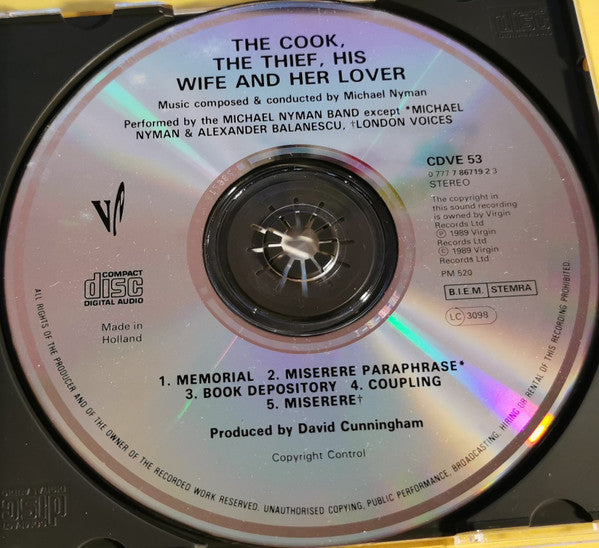 THE COOK,
THE THIEF, HIS
WIFE AND HER LOVER
Music composed & conducted by Michael Nyman
Performed by the MICHAEL NYMAN BAND except *MICHAEL
NYMAN & ALEXANDER BALANESCU, †LONDON VOICES
CDVE 53
0 777 7 86719 2 3
STEREO
The copyright in
this sound recording
is owned by Virgin
Records Ltd
℗ 1989 Virgin
Records Ltd
© 1989 Virgin
Records Ltd
PM 520
B.I.E.M. STEMRA
LC 3098
COMPACT
disc
DIGITAL AUDIO
Made in
Holland
1. MEMORIAL 2. MISERERE PARAPHRASE*
3. BOOK DEPOSITORY 4. COUPLING
5. MISERERE†
Produced by David Cunningham
Copyright Control
ALL RIGHTS OF THE PRODUCER AND OF THE OWNER OF THE RECORDED WORK RESERVED. UNAUTHORISED COPYING, PUBLIC PERFORMANCE, BROADCASTING, HIRING OR RENTAL OF THIS RECORDING PROHIBITED.